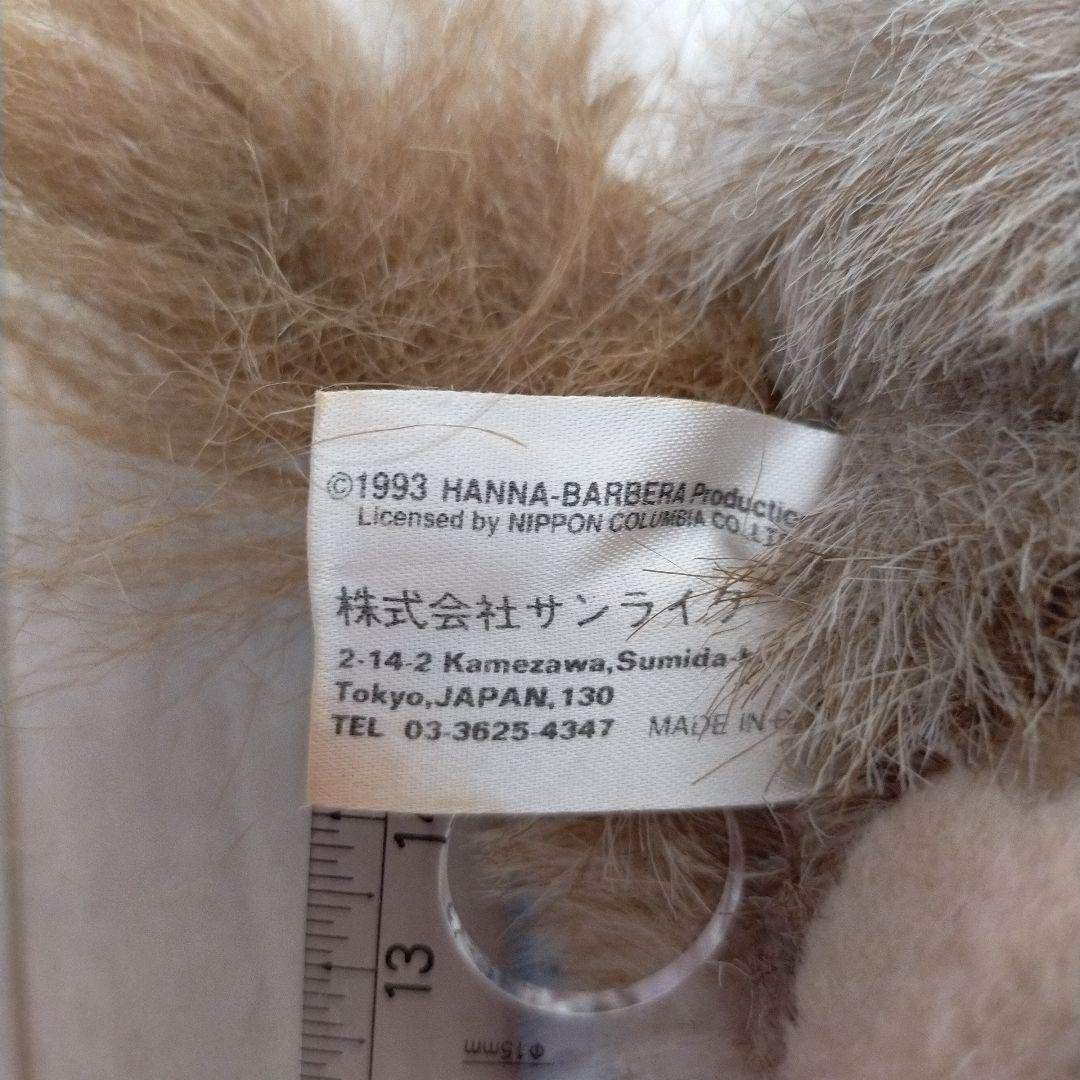 ©1993 HANNA-BARBERA Productio
Licensed by NIPPON COLUMBIA CO.,LT
株式会社サンライク
2-14-2 Kamezawa,Sumida-k
Tokyo,JAPAN,130
TEL 03-3625-4347 MADE IN
13
Φ15mm